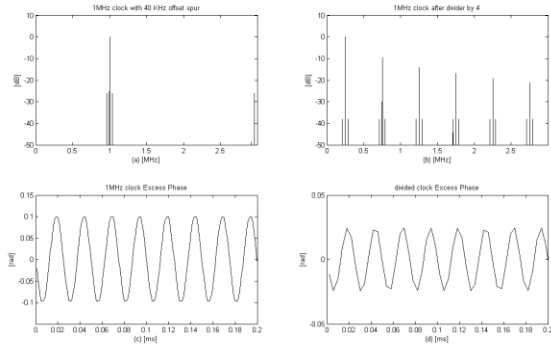 1MHz clock with 40 KHz offset spur
10
0
-10
[dB] -20
-30
-40
-50
0 0.5 1 1.5 2 2.5
(a) [MHz]
1MHz clock after divider by 4
10
0
-10
[dB] -20
-30
-40
-50
0 0.5 1 1.5 2 2.5
(b) [MHz]
1MHz clock Excess Phase
0.15
0.1
0.05
[rad] 0
-0.05
-0.1
0 0.02 0.04 0.06 0.08 0.1 0.12 0.14 0.16 0.18 0.2
(c) [ms]
divided clock Excess Phase
0.05
[rad] 0
-0.05
0 0.02 0.04 0.06 0.08 0.1 0.12 0.14 0.16 0.18 0.2
(d) [ms]